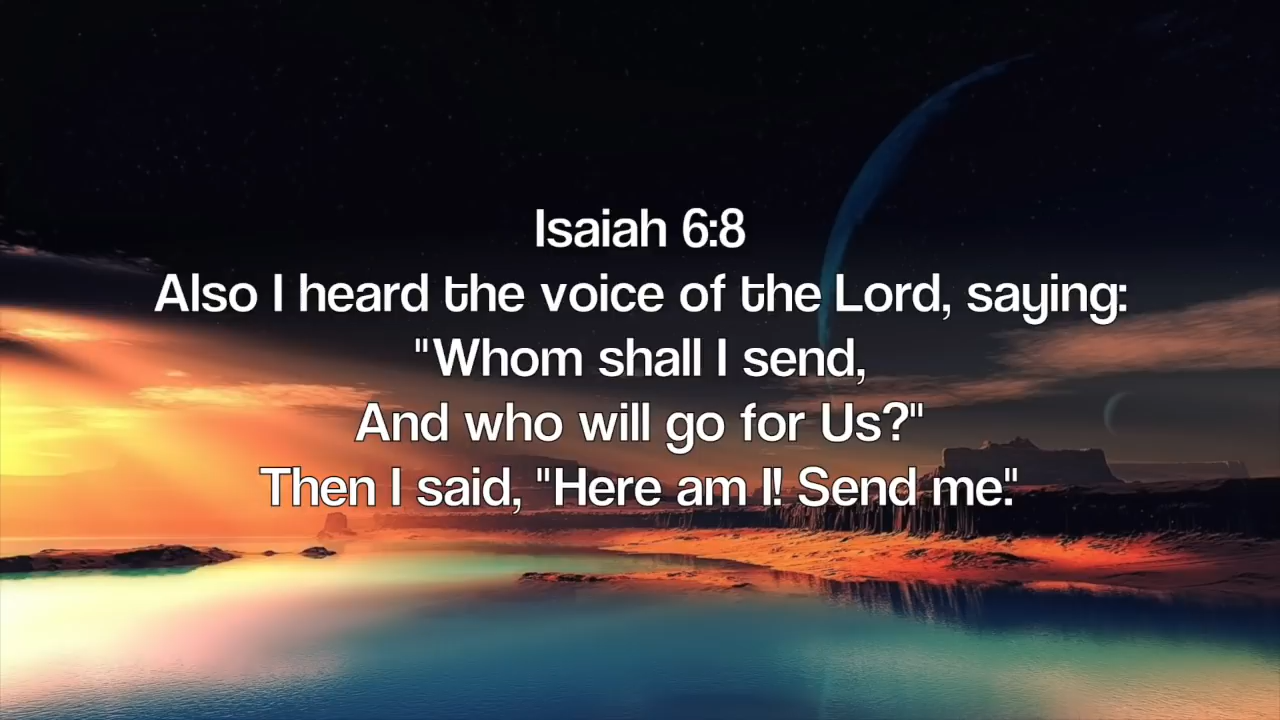 Isaiah 6:8
Also I heard the voice of the Lord, saying:
"Whom shall I send,
And who will go for Us?"
Then I said, "Here am I! Send me."